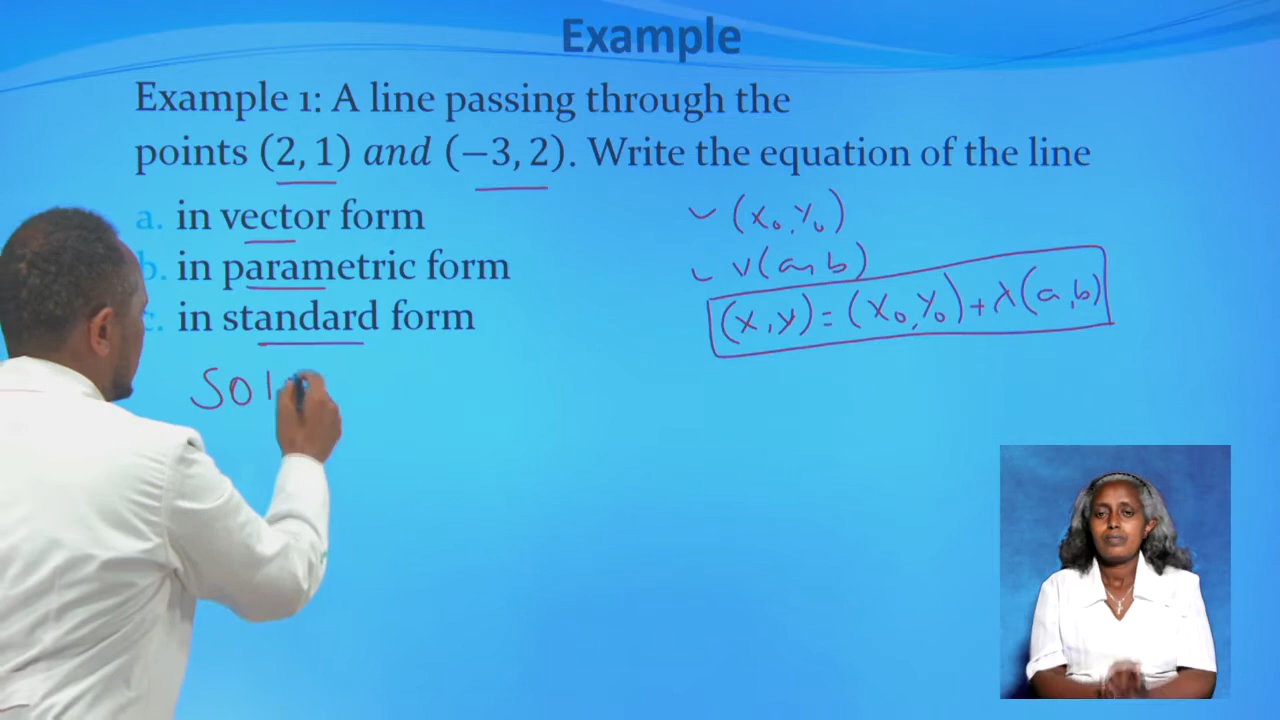 Example
Example 1: A line passing through the
points (2, 1) and (−3, 2). Write the equation of the line
a. in vector form
b. in parametric form
c. in standard form
(x₀, y₀)
v(a, b)
(x, y) = (x₀, y₀) + λ(a, b)
Sol